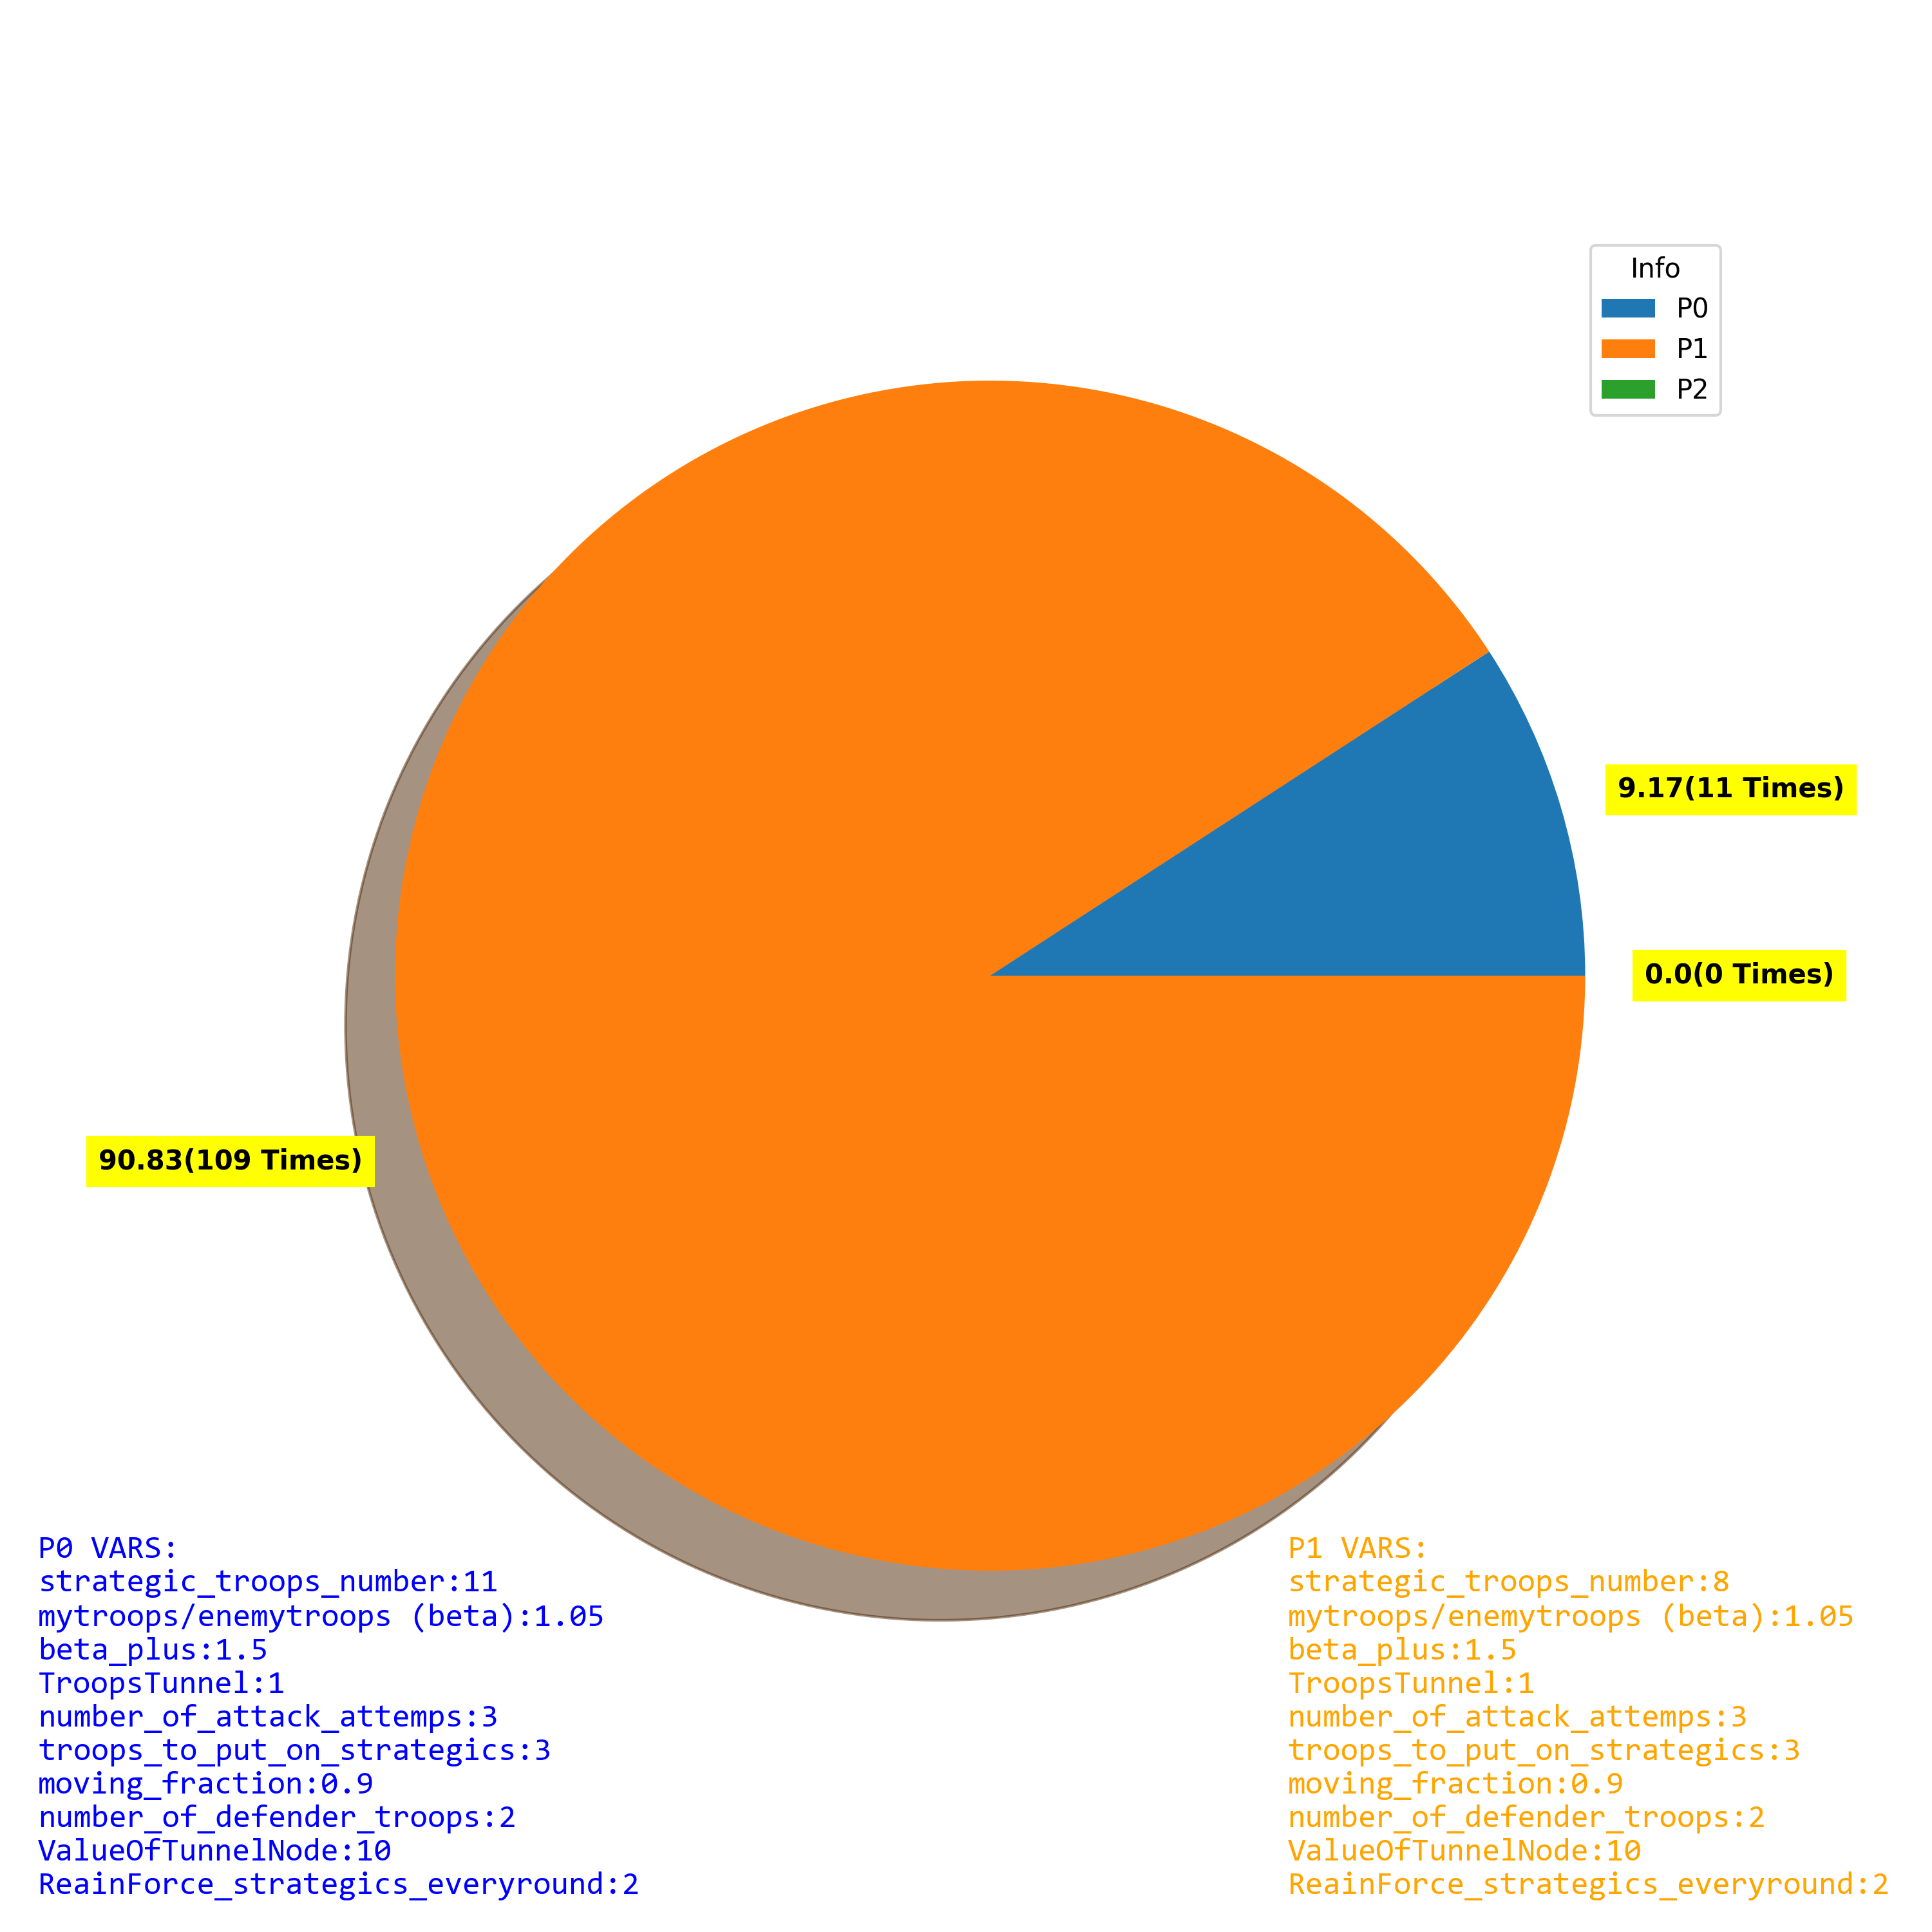 Info
P0
P1
P2
9.17(11 Times)
0.0(0 Times)
90.83(109 Times)
P0 VARS:
strategic_troops_number:11
mytroops/enemytroops (beta):1.05
beta_plus:1.5
TroopsTunnel:1
number_of_attack_attemps:3
troops_to_put_on_strategics:3
moving_fraction:0.9
number_of_defender_troops:2
ValueOfTunnelNode:10
ReainForce_strategics_everyround:2
P1 VARS:
strategic_troops_number:8
mytroops/enemytroops (beta):1.05
beta_plus:1.5
TroopsTunnel:1
number_of_attack_attemps:3
troops_to_put_on_strategics:3
moving_fraction:0.9
number_of_defender_troops:2
ValueOfTunnelNode:10
ReainForce_strategics_everyround:2